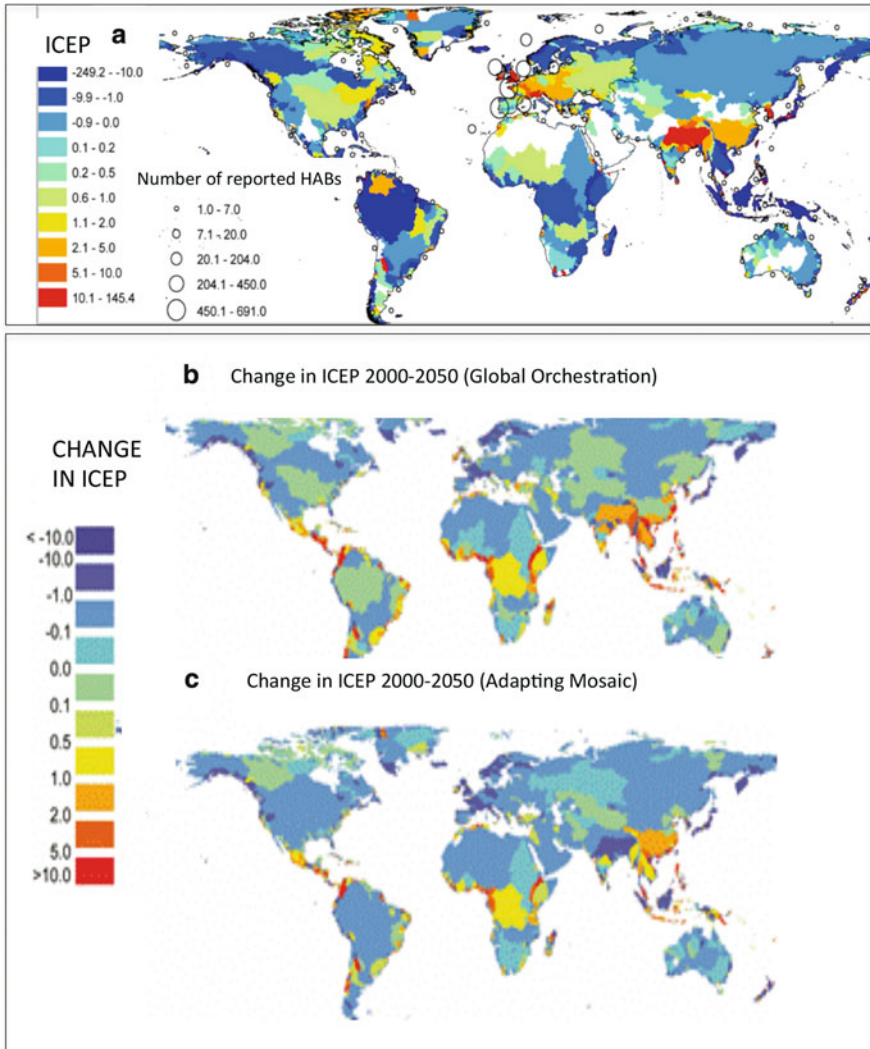 ICEP
a
-249.2 - -10.0
-9.9 - -1.0
-0.9 - 0.0
0.1 - 0.2
0.2 - 0.5
0.6 - 1.0
1.1 - 2.0
2.1 - 5.0
5.1 - 10.0
10.1 - 145.4
Number of reported HABs
1.0 - 7.0
7.1 - 20.0
20.1 - 204.0
204.1 - 450.0
450.1 - 691.0
b Change in ICEP 2000-2050 (Global Orchestration)
CHANGE
IN ICEP
< -10.0
-10.0
-1.0
-0.1
0.0
0.1
0.5
1.0
2.0
5.0
>10.0
c Change in ICEP 2000-2050 (Adapting Mosaic)